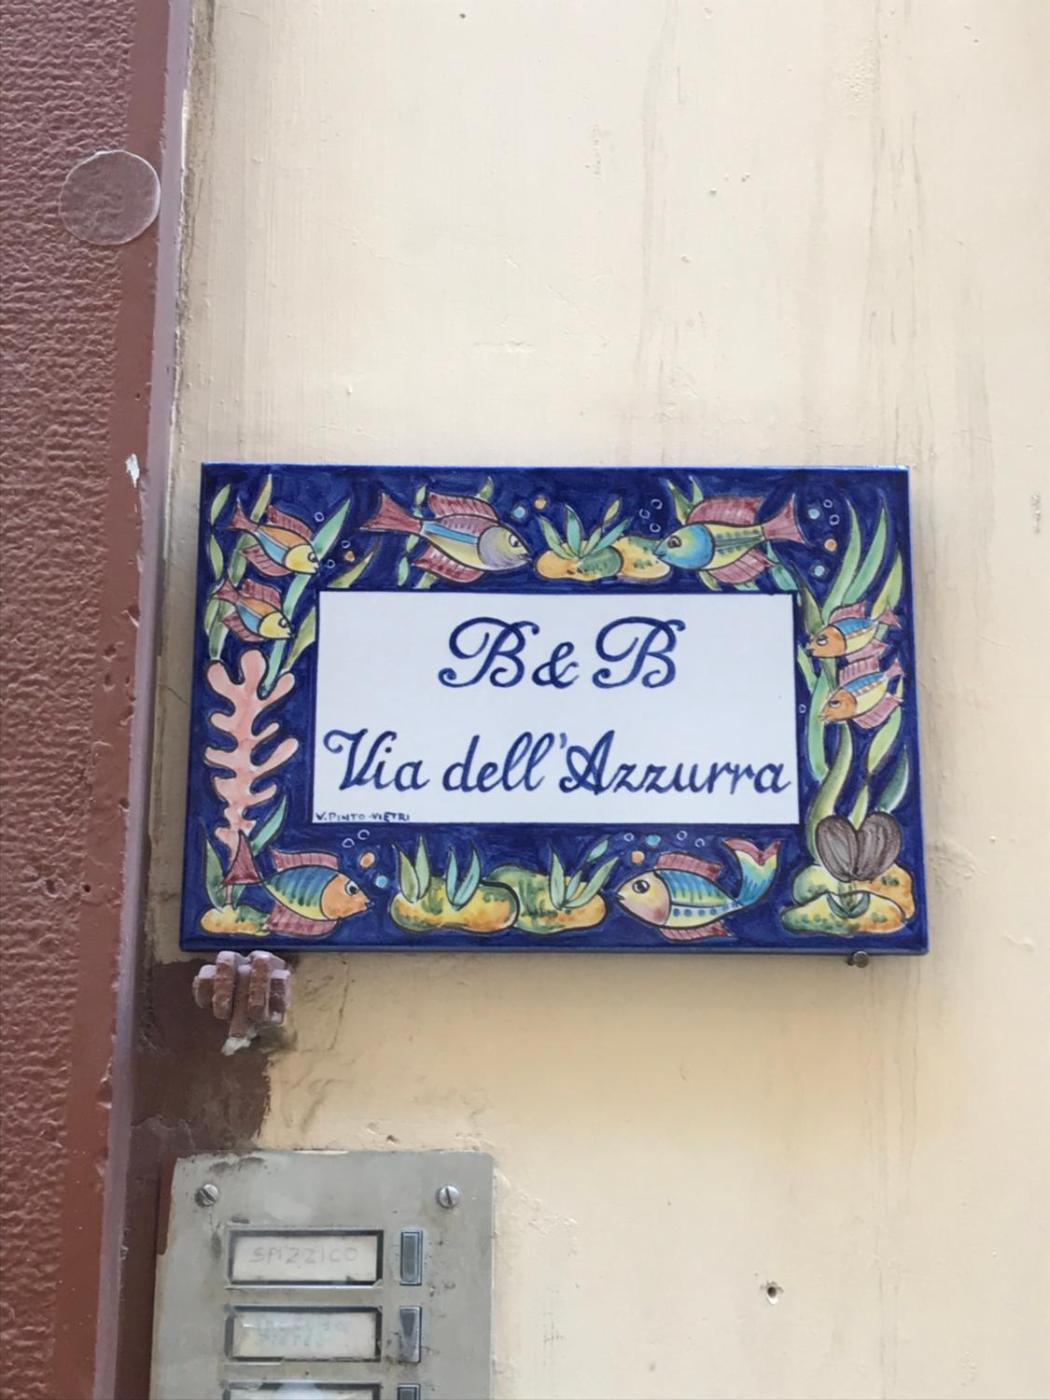 B & B
Via dell'Azzurra
V. PINTO-VIETRI
SPIZZICO